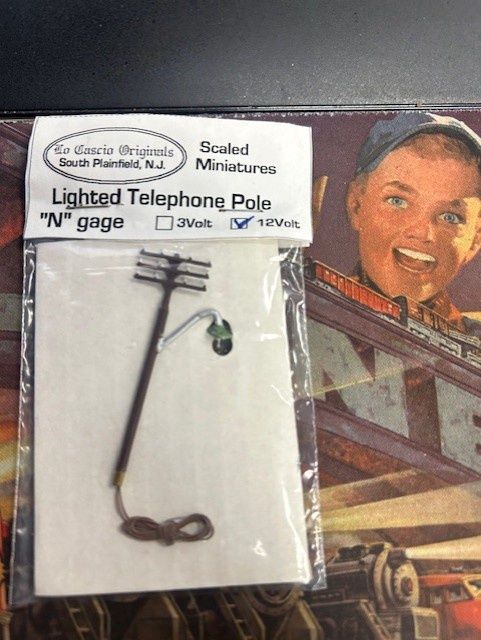 Lo Cascio Originals
South Plainfield, N.J.
Scaled
Miniatures
Lighted Telephone Pole
"N" gage 3Volt 12Volt